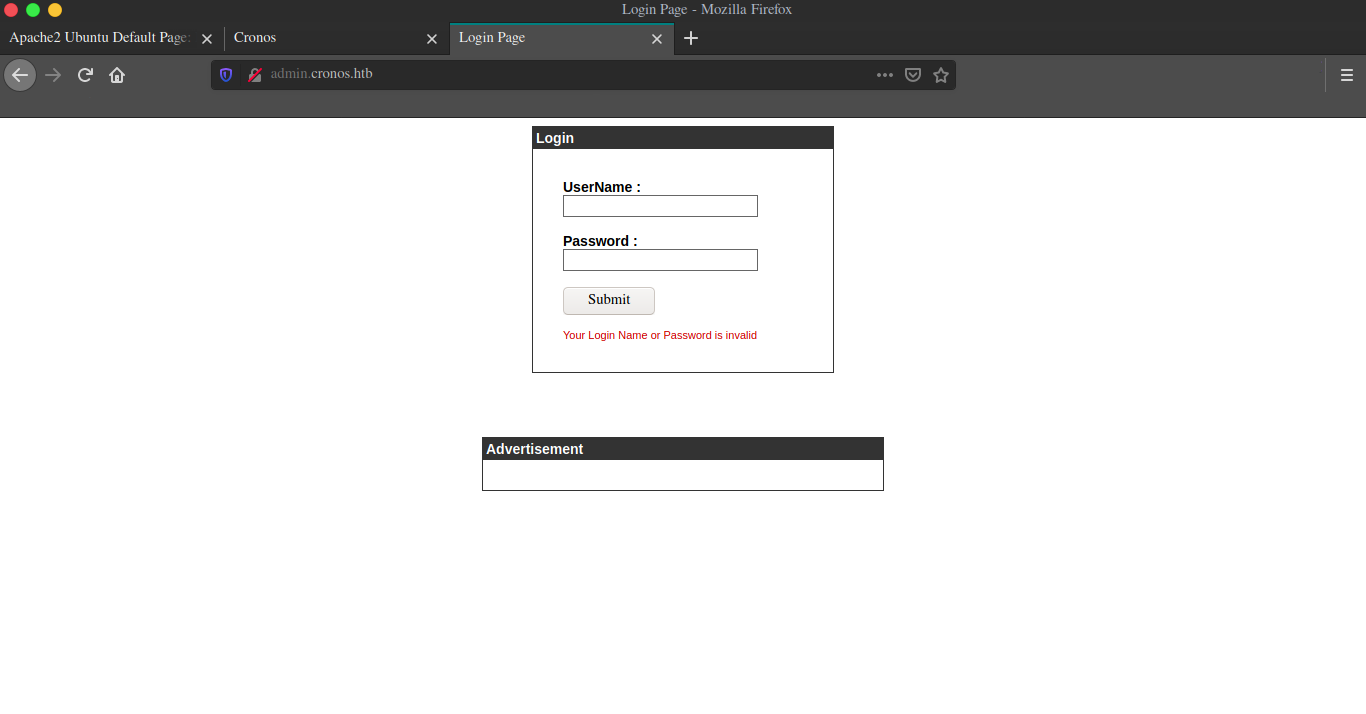 Login Page - Mozilla Firefox
Apache2 Ubuntu Default Page:
Cronos
Login Page
admin.cronos.htb
Login
UserName :
Password :
Submit
Your Login Name or Password is invalid
Advertisement